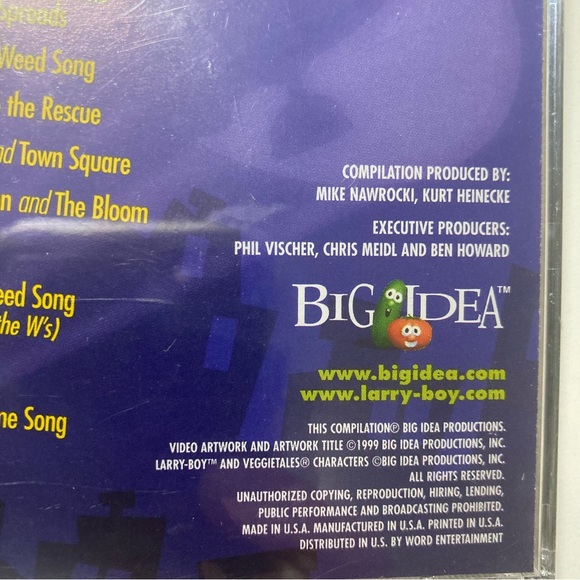 Spreads
Weed Song
the Rescue
and Town Square
n and The Bloom
eed Song
the W's)
me Song
COMPILATION PRODUCED BY:
MIKE NAWROCKI, KURT HEINECKE
EXECUTIVE PRODUCERS:
PHIL VISCHER, CHRIS MEIDL AND BEN HOWARD
BIG IDEA™
www.bigidea.com
www.larry-boy.com
THIS COMPILATION℗ BIG IDEA PRODUCTIONS.
VIDEO ARTWORK AND ARTWORK TITLE ©1999 BIG IDEA PRODUCTIONS, INC.
LARRY-BOY™ AND VEGGIETALES® CHARACTERS ©BIG IDEA PRODUCTIONS, INC.
ALL RIGHTS RESERVED.
UNAUTHORIZED COPYING, REPRODUCTION, HIRING, LENDING,
PUBLIC PERFORMANCE AND BROADCASTING PROHIBITED.
MADE IN U.S.A. MANUFACTURED IN U.S.A. PRINTED IN U.S.A.
DISTRIBUTED IN U.S. BY WORD ENTERTAINMENT